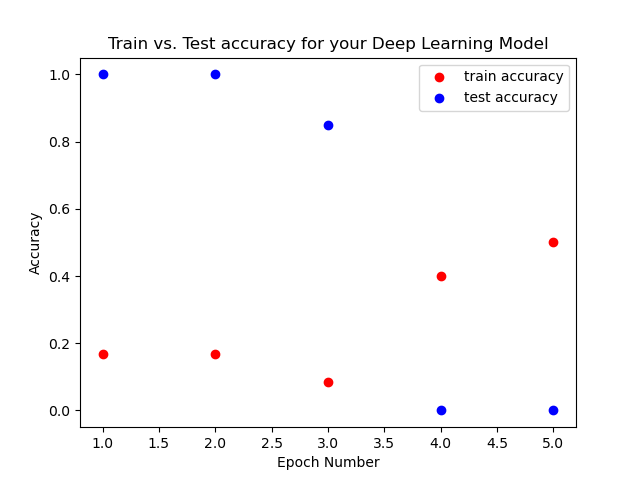 Train vs. Test accuracy for your Deep Learning Model
train accuracy
test accuracy
Accuracy
1.0
0.8
0.6
0.4
0.2
0.0
1.0 1.5 2.0 2.5 3.0 3.5 4.0 4.5 5.0
Epoch Number